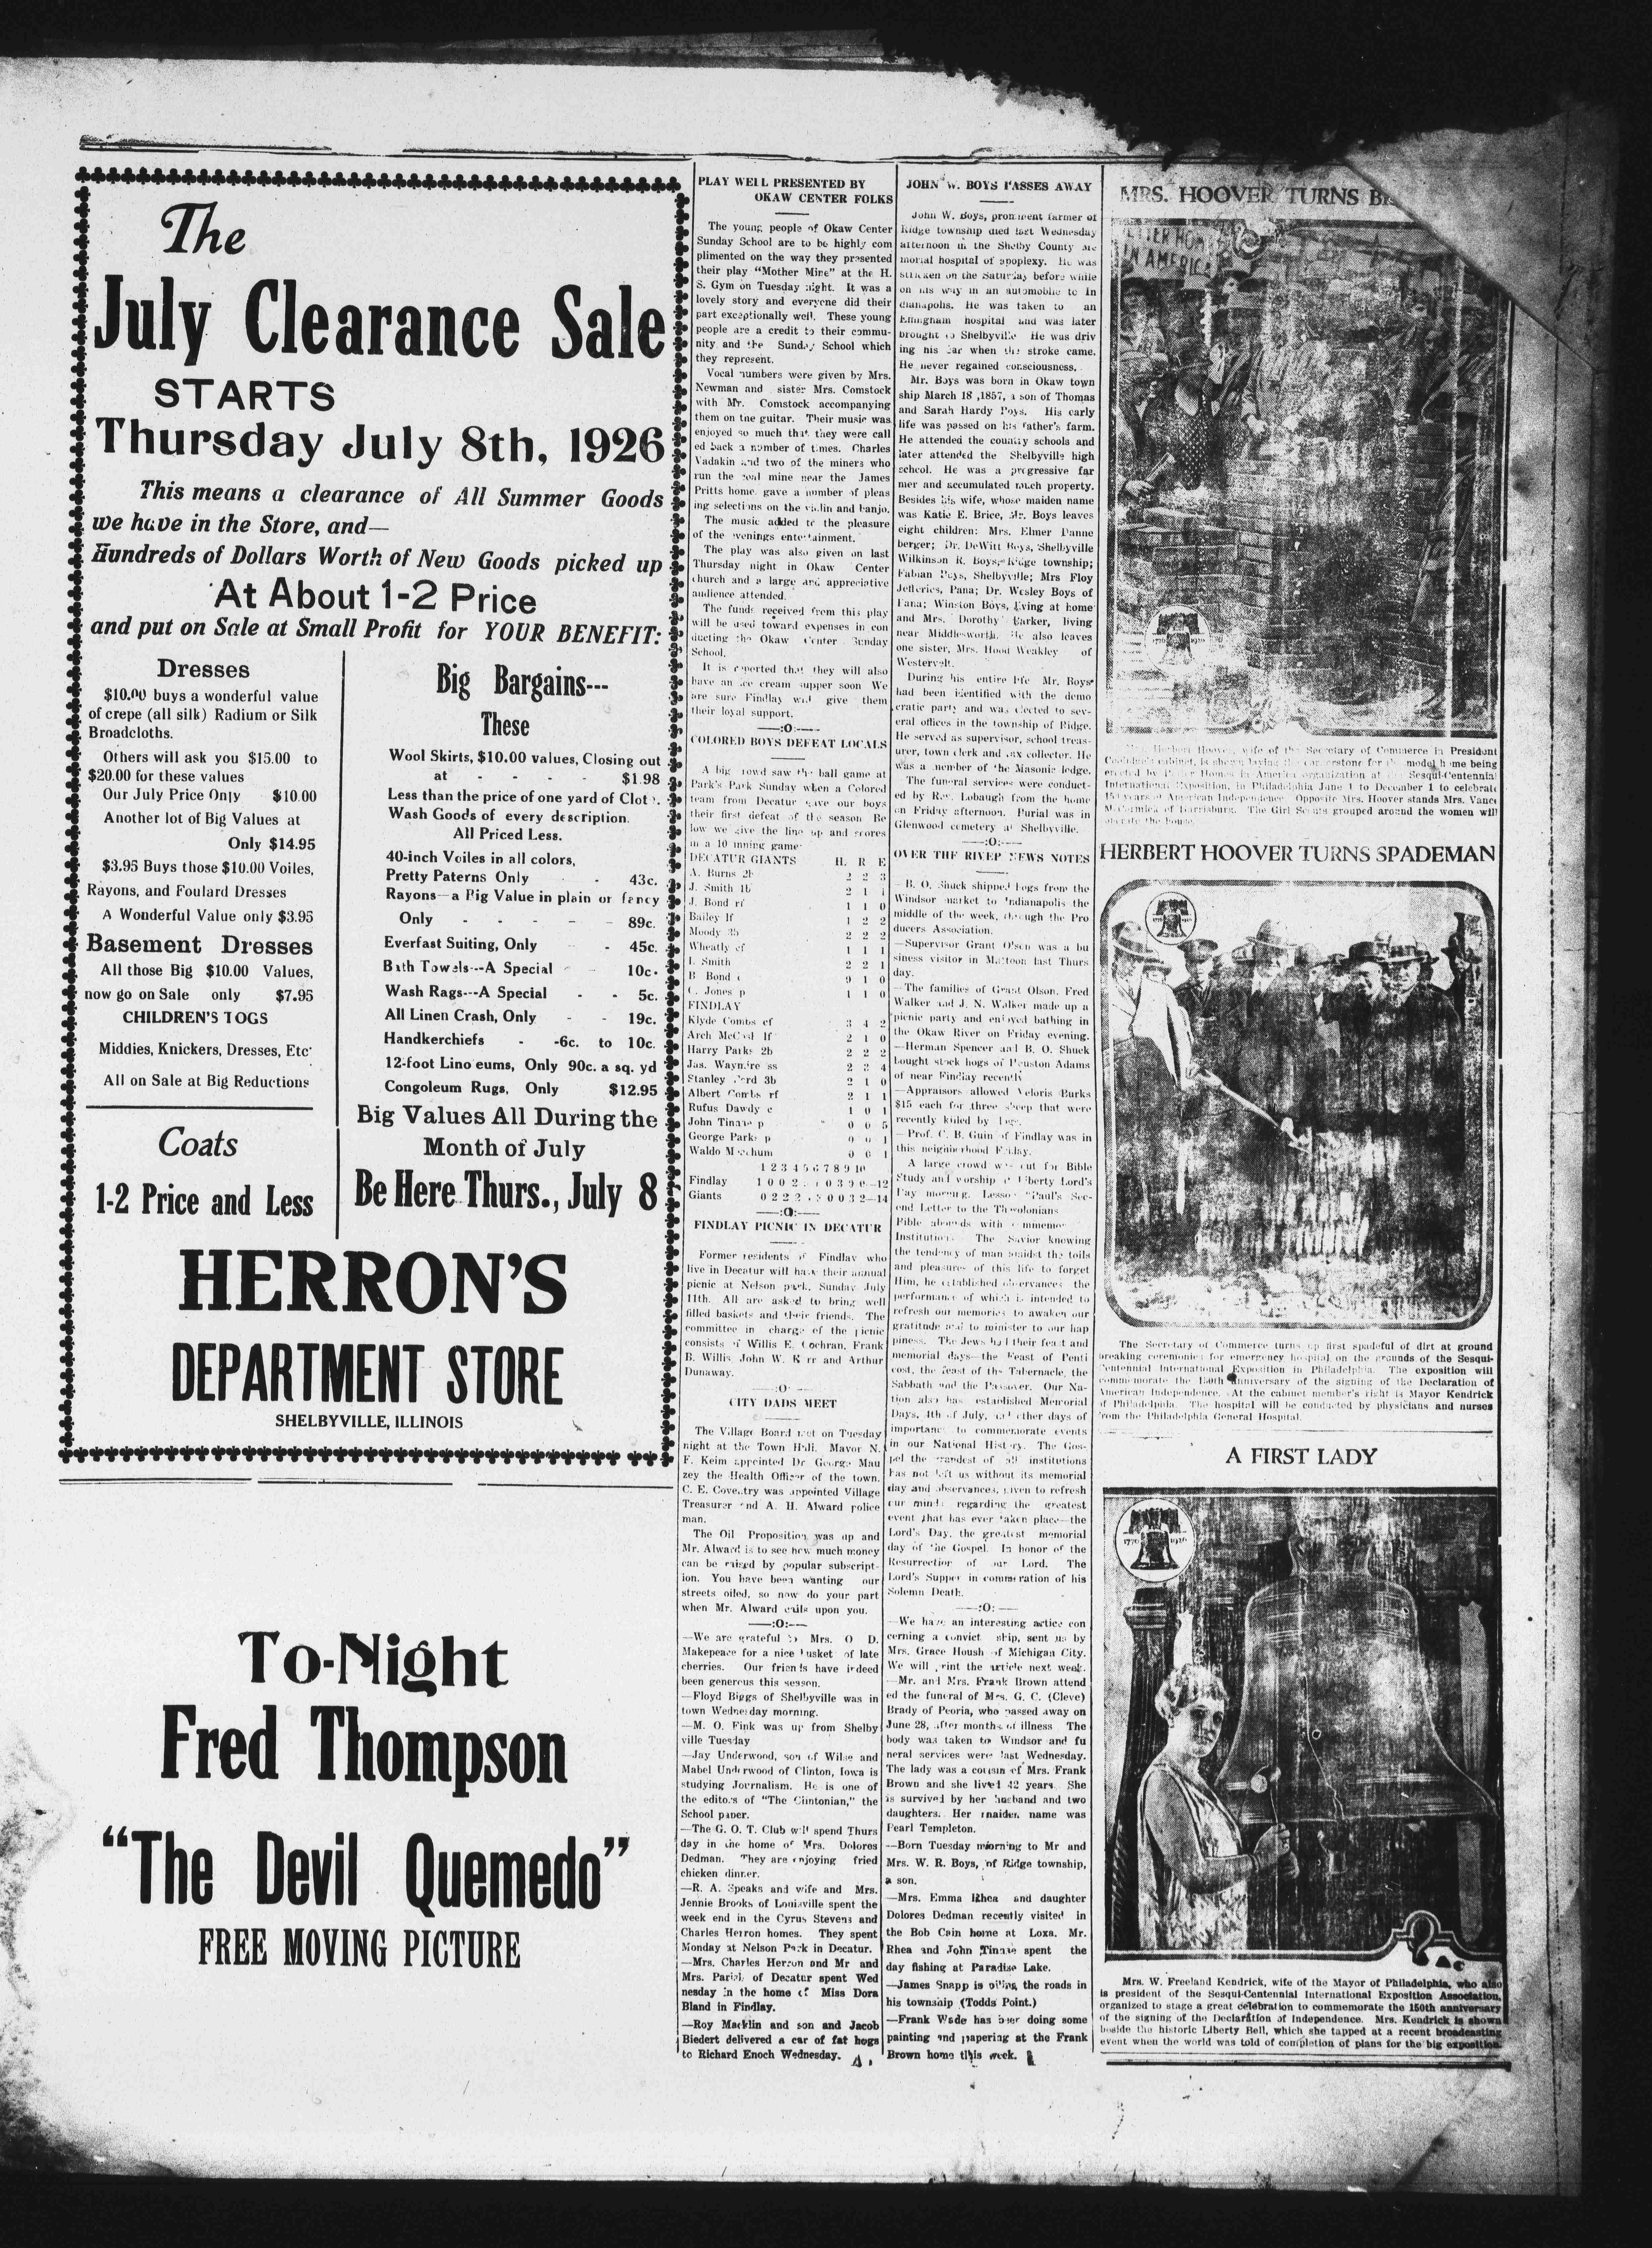 The
July Clearance Sale
STARTS
Thursday July 8th, 1926
This means a clearance of All Summer Goods
we have in the Store, and—
Hundreds of Dollars Worth of New Goods picked up
At About 1-2 Price
and put on Sale at Small Profit for YOUR BENEFIT:
Dresses
$10.00 buys a wonderful value
of crepe (all silk) Radium or Silk
Broadcloths.
Others will ask you $15.00 to
$20.00 for these values
Our July Price Only $10.00
Another lot of Big Values at
Only $14.95
$3.95 Buys those $10.00 Voiles,
Rayons, and Foulard Dresses
A Wonderful Value only $3.95
Basement Dresses
All those Big $10.00 Values,
now go on Sale only $7.95
CHILDREN'S TOGS
Middies, Knickers, Dresses, Etc
All on Sale at Big Reductions
Coats
1-2 Price and Less
Big Bargains---
These
Wool Skirts, $10.00 values, Closing out
at - - - - $1.98
Less than the price of one yard of
Wash Goods of every description.
All Priced Less.
40-inch Voiles in all colors,
Pretty Paterns Only - 43c.
Rayons—a Big Value in plain or fancy
Only - - - - 89c.
Everfast Suiting, Only - 45c.
Bath Towels---A Special - 10c.
Wash Rags---A Special - - 5c.
All Linen Crash, Only - - 19c.
Handkerchiefs - -6c. to 10c.
12-foot Linoleums, Only 90c. a sq. yd
Congoleum Rugs, Only $12.95
Big Values All During the
Month of July
Be Here Thurs., July 8
HERRON'S
DEPARTMENT STORE
SHELBYVILLE, ILLINOIS
To-Night
Fred Thompson
"The Devil Quemedo"
FREE MOVING PICTURE
PLAY WELL PRESENTED BY
OKAW CENTER FOLKS
The young people of Okaw Center
Sunday School are to be highly com
plimented on the way they presented
their play "Mother Mine" at the H.
S. Gym on Tuesday night. It was a
lovely story and everyone did their
part exceptionally well. These young
people are a credit to their commu-
nity and the Sunday School which
they represent.
Vocal numbers were given by Mrs.
Newman and sister Mrs. Comstock
with Mr. Comstock accompanying
them on the guitar. Their music was
enjoyed so much that they were call
ed back a number of times. Charles
Vadakin and two of the miners who
run the coal mine near the James
Pritts home gave a number of pleas
ing selections on the violin and banjo.
The music added to the pleasure
of the evenings entertainment.
The play was also given on last
Thursday night in Okaw Center
church and a large and appreciative
audience attended.
The funds received from this play
will be used toward expenses in con
ducting the Okaw Center Sunday
School.
It is reported that they will also
have an ice cream supper soon We
are sure Findlay will give them
their loyal support.
—:O:—
COLORED BOYS DEFEAT LOCALS
A big crowd saw the ball game at
Park's Park Sunday when a Colored
team from Decatur gave our boys
their first defeat of the season Be
low we give the line up and scores
in a 10 inning game
DECATUR GIANTS H. R E
A. Burns 2b 2 2 3
J. Smith 1b 2 1 1
J. Bond rf 1 1 0
Bailey lf 1 2 2
Moody 3b 2 2 2
Wheatly cf 1 1 1
Smith 2 2 1
Bond c 0 1 0
C. Jones p 1 1 0
FINDLAY
Klyde Combs cf 3 4 2
Arch lf 2 1 0
Harry Parks 2b 2 2 2
Jas. Waymire ss 2 2 4
Stanley 3b 2 1 0
Albert Combs rf 2 1 1
Rufus Dawdy c 1 0 1
John p 0 0 5
George Parks p 0 0 1
Waldo 0 0 1
1 2 3 4 5 6 7 8 9 10
Findlay 1 0 0 2 0 3 9 0—12
Giants 0 2 2 2 0 0 3 2—14
—:O:—
FINDLAY PICNIC IN DECATUR
Former residents of Findlay who
live in Decatur will have their annual
picnic at Nelson park, Sunday July
11th. All are asked to bring well
filled baskets and their friends. The
committee in charge of the picnic
consists of Willis E. Cochran, Frank
B. Willis, John W. Kerr and Arthur
Dunaway.
—:O—
CITY DADS MEET
The Village Board met on Tuesday
night at the Town Hall. Mayor N.
F. Keim appointed Dr George Mau
zey the Health Officer of the town.
C. E. Coventry was appointed Village
Treasurer and A. H. Alward police
man.
The Oil Proposition was up and
Mr. Alward is to see how much money
can be raized by popular subscript-
ion. You have been wanting our
streets oiled, so now do your part
when Mr. Alward calls upon you.
—:O:—
—We are grateful to Mrs. O D.
Makepeace for a nice busket of late
cherries. Our friends have indeed
been generous this season.
—Floyd Biggs of Shelbyville was in
town Wednesday morning.
—M. O. Fink was up from Shelby
ville Tuesday
—Jay Underwood, son of Wilse and
Mabel Underwood of Clinton, Iowa is
studying Journalism. He is one of
the editors of "The Clintonian," the
School paper.
—The G. O. T. Club will spend Thurs
day in the home of Mrs. Dolores
Dedman. They are enjoying fried
chicken dinner.
—R. A. Speaks and wife and Mrs.
Jennie Brooks of Louisville spent the
week end in the Cyrus Stevens and
Charles Herron homes. They spent
Monday at Nelson Park in Decatur.
—Mrs. Charles Herron and Mr and
Mrs. Parish of Decatur spent Wed
nesday in the home of Miss Dora
Bland in Findlay.
—Roy Macklin and son and Jacob
Biedert delivered a car of fat hogs
to Richard Enoch Wednesday.
JOHN W. BOYS PASSES AWAY
John W. Boys, prominent farmer of
Ridge township died last Wednesday
afternoon in the Shelby County Me
morial hospital of apoplexy. He was
stricken on the Saturday before while
on his way in an automobile to In
dianapolis. He was taken to an
Effingham hospital and was later
brought to Shelbyville He was driv
ing his car when the stroke came.
He never regained consciousness.
Mr. Boys was born in Okaw town
ship March 18 ,1857, a son of Thomas
and Sarah Hardy Boys. His early
life was passed on his father's farm.
He attended the country schools and
later attended the Shelbyville high
school. He was a progressive far
mer and accumulated much property.
Besides his wife, whose maiden name
was Katie E. Brice, Mr. Boys leaves
eight children: Mrs. Elmer Danne
berger; Dr. DeWitt Boys, Shelbyville
Wilkinson R. Boys, Ridge township;
Fabian Boys, Shelbyville; Mrs Floy
Jefferies, Pana; Dr. Wesley Boys of
Pana; Winston Boys, living at home
and Mrs. Dorothy Barker, living
near Middlesworth. He also leaves
one sister, Mrs. Hood Weakley of
Westervelt.
During his entire life Mr. Boys
had been identified with the demo
cratic party and was elected to sev-
eral offices in the township of Ridge.
He served as supervisor, school treas-
urer, town clerk and tax collector. He
was a member of the Masonic lodge.
The funeral services were conduct-
ed by Rev. Lobaugh from the home
on Friday afternoon. Burial was in
Glenwood cemetery at Shelbyville.
—:O:—
OVER THE RIVER NEWS NOTES
—B. O. Shuck shipped hogs from the
Windsor market to Indianapolis the
middle of the week, through the Pro
ducers Association.
—Supervisor Grant Olson was a bu
siness visitor in Mattoon last Thurs
day.
—The families of Grant Olson, Fred
Walker and J. N. Walker made up a
picnic party and enjoyed bathing in
the Okaw River on Friday evening.
—Herman Spencer and B. O. Shuck
bought stock hogs of Houston Adams
of near Findlay recently
—Appraisors allowed Veloris Burks
$15 each for three sheep that were
recently killed by
—Prof. C. B. Guin of Findlay was in
this neighborhood Friday.
A large crowd was out for Bible
Study and worship Liberty Lord's
Day morning. Lesson "Paul's Sec-
ond Letter to the
Bible abounds with
Institutions. The Savior knowing
the tendency of man amidst the toils
and pleasures of this life to forget
Him, he established observances the
performance of which is intended to
refresh our memories to awaken our
gratitude and to minister to our hap
piness. The Jews had their feast and
memorial days—the Feast of Penti
cost, the feast of the Tabernacle, the
Sabbath and the Passover. Our Na-
tion also has established Memorial
Days, 4th of July, and other days of
importance to commemorate events
in our National History. The Gos-
pel the grandest of all institutions
has not left us without its memorial
day and observances, given to refresh
our minds regarding the greatest
event that has ever taken place—the
Lord's Day, the greatest memorial
day of the Gospel. In honor of the
Resurrection of our Lord. The
Lord's Supper in commeration of his
Solemn Death.
—:O:—
—We have an interesting actice con
cerning a convict ship, sent us by
Mrs. Grace Housh of Michigan City.
We will print the article next week.
—Mr. and Mrs. Frank Brown attend
ed the funeral of Mrs. G. C. (Cleve)
Brady of Peoria, who passed away on
June 28, after months of illness The
body was taken to Windsor and fu
neral services were last Wednesday.
The lady was a cousin of Mrs. Frank
Brown and she lived 42 years She
is survived by her husband and two
daughters. Her maiden name was
Pearl Templeton.
—Born Tuesday morning to Mr and
Mrs. W. R. Boys, of Ridge township,
a son.
—Mrs. Emma Rhea and daughter
Dolores Dedman recently visited in
the Bob Cain home at Loxa. Mr.
Rhea and John spent the
day fishing at Paradise Lake.
—James Snapp is oiling the roads in
his township (Todds Point.)
—Frank Wade has been doing some
painting and papering at the Frank
Brown home this week.
MRS. HOOVER TURNS
HOMES
IN AMERICA
Mrs. Herbert Hoover, wife of the Secretary of Commerce in President
Coolidge's cabinet, is shown laying the cornerstone for the model home being
erected by Better Homes in America organization at the Sesqui-Centennial
International Exposition, in Philadelphia June 1 to December 1 to celebrate
150 years of American Independence. Opposite Mrs. Hoover stands Mrs. Vance
McCormick of Harrisburg. The Girl Scouts grouped around the women will
operate the house.
HERBERT HOOVER TURNS SPADEMAN
The Secretary of Commerce turns up first spadeful of dirt at ground
breaking ceremonies for emergency hospital on the grounds of the Sesqui-
Centennial International Exposition in Philadelphia. The exposition will
commemorate the 150th anniversary of the signing of the Declaration of
American Independence. At the cabinet member's right is Mayor Kendrick
of Philadelpida. The hospital will be conducted by physicians and nurses
from the Philadelphia General Hospital.
A FIRST LADY
1776 1926
Mrs. W. Freeland Kendrick, wife of the Mayor of Philadelphia, who also
is president of the Sesqui-Centennial International Exposition Association,
organized to stage a great celebration to commemorate the 150th anniversary
of the signing of the Declaration of Independence. Mrs. Kendrick is shown
beside the historic Liberty Bell, which she tapped at a recent broadcasting
event when the world was told of completion of plans for the big exposition.